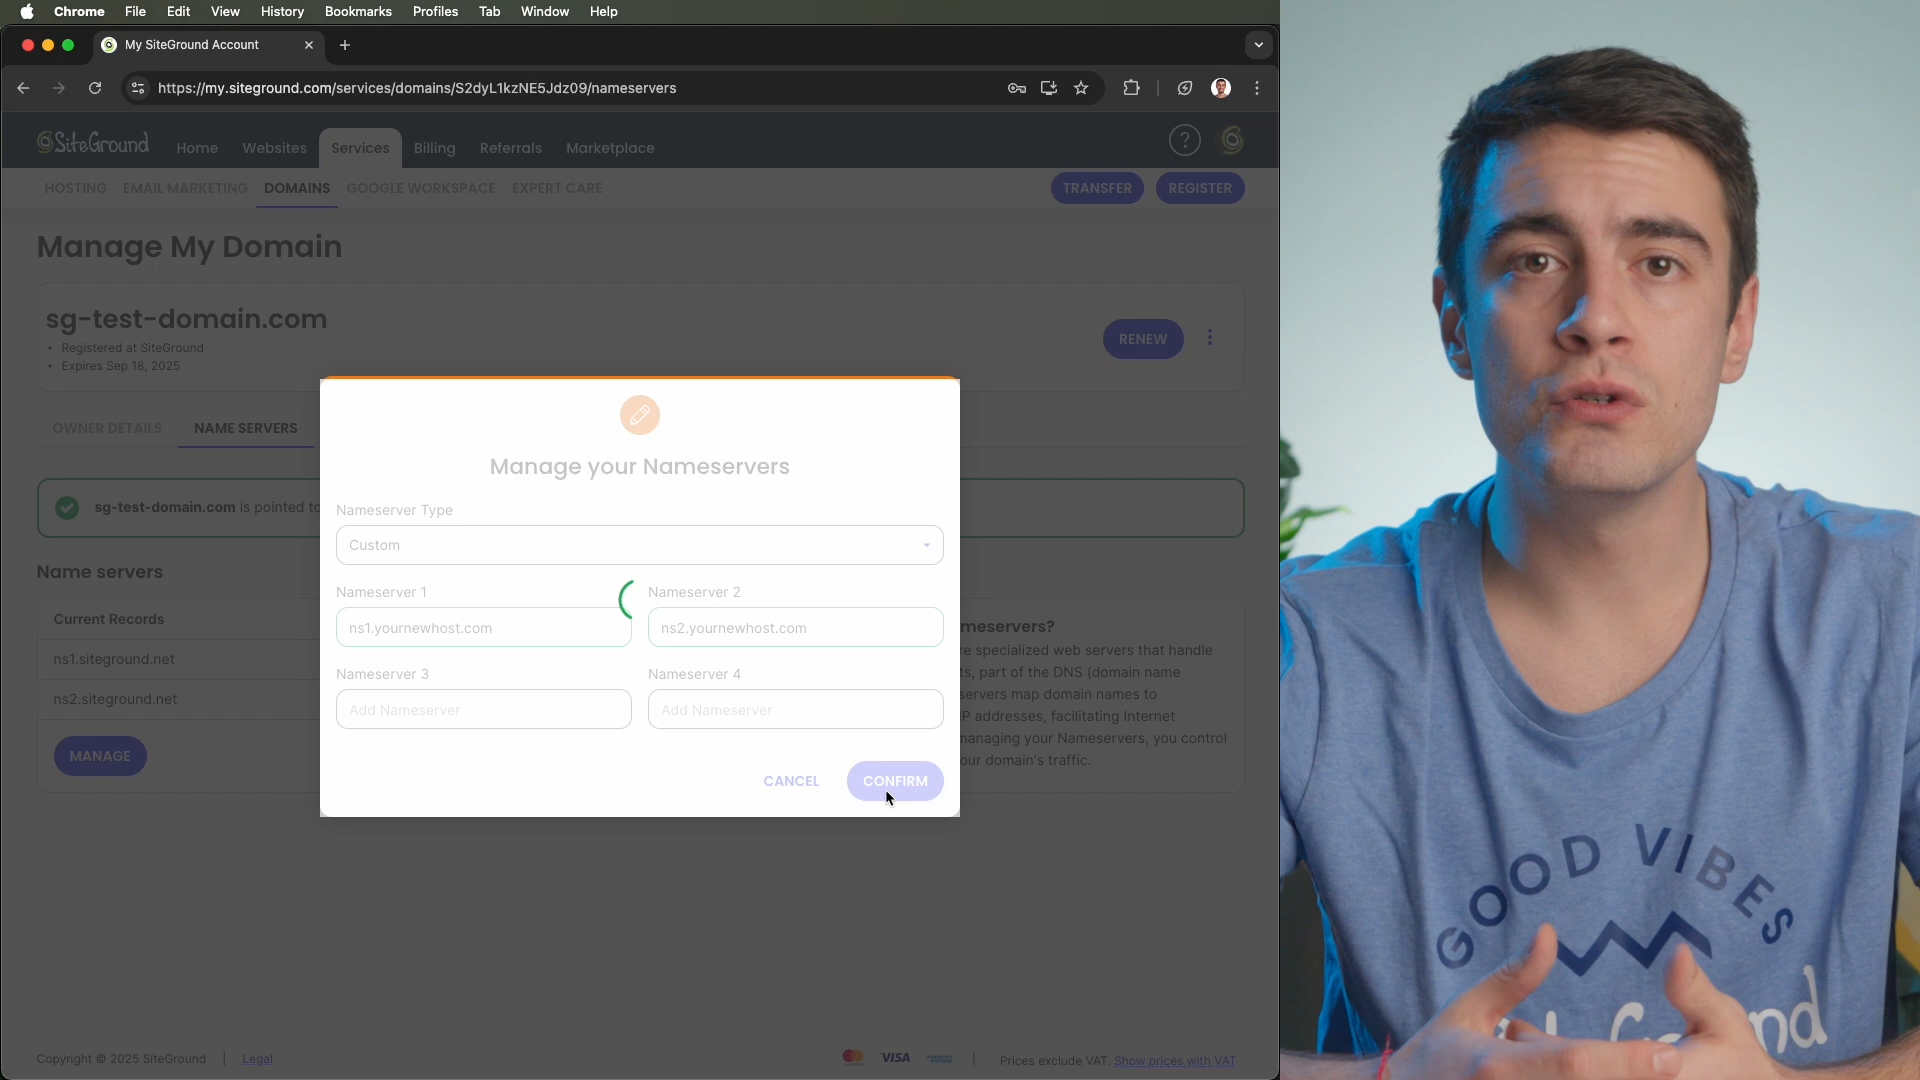 Chrome File Edit View History Bookmarks Profiles Tab Window Help
My SiteGround Account
https://my.siteground.com/services/domains/S2dyL1kzNE5Jdz09/nameservers
SiteGround Home Websites Services Billing Referrals Marketplace ?
HOSTING EMAIL MARKETING DOMAINS GOOGLE WORKSPACE EXPERT CARE TRANSFER REGISTER
Manage My Domain
sg-test-domain.com
• Registered at SiteGround
• Expires Sep 18, 2025
RENEW
OWNER DETAILS NAME SERVERS
sg-test-domain.com is pointed to
Name servers
Current Records
ns1.siteground.net
ns2.siteground.net
MANAGE
Manage your Nameservers
Nameserver Type
Custom
Nameserver 1 Nameserver 2
ns1.yournewhost.com ns2.yournewhost.com
Nameserver 3 Nameserver 4
Add Nameserver Add Nameserver
CANCEL CONFIRM
meservers?
re specialized web servers that handle
ts, part of the DNS (domain name
servers map domain names to
P addresses, facilitating Internet
managing your Nameservers, you control
our domain's traffic.
Copyright © 2025 SiteGround | Legal
VISA | Prices exclude VAT. Show prices with VAT
GOOD VIBES